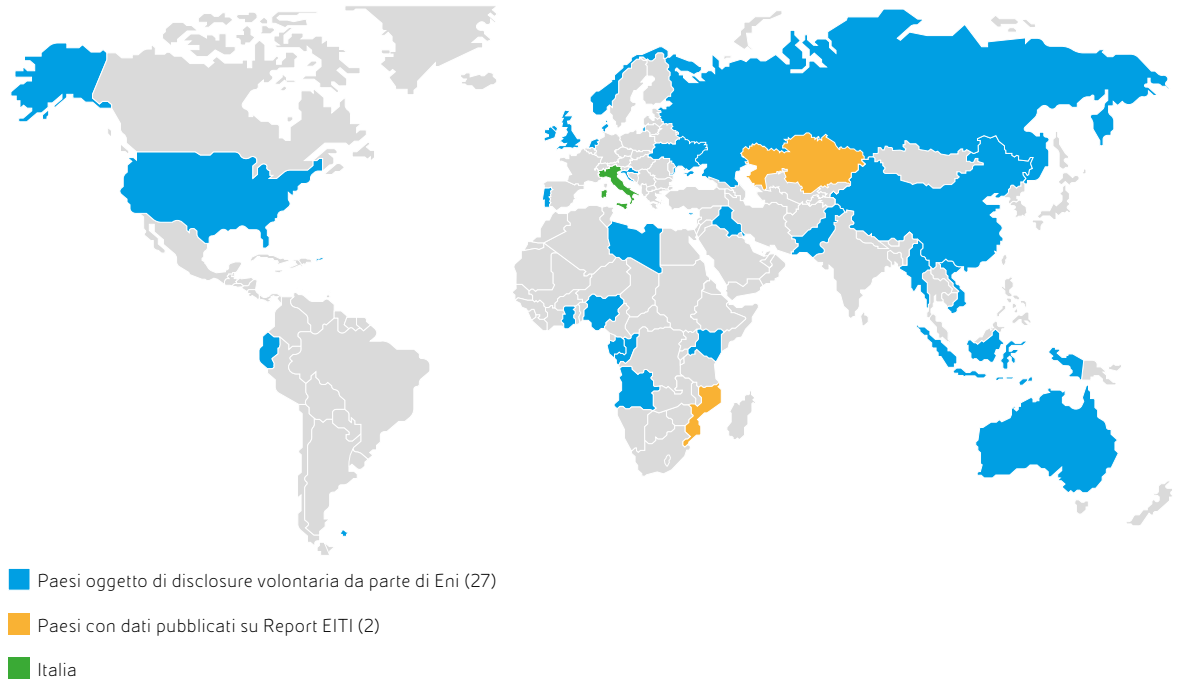 Paesi oggetto di disclosure volontaria da parte di Eni (27)
Paesi con dati pubblicati su Report EITI (2)
Italia